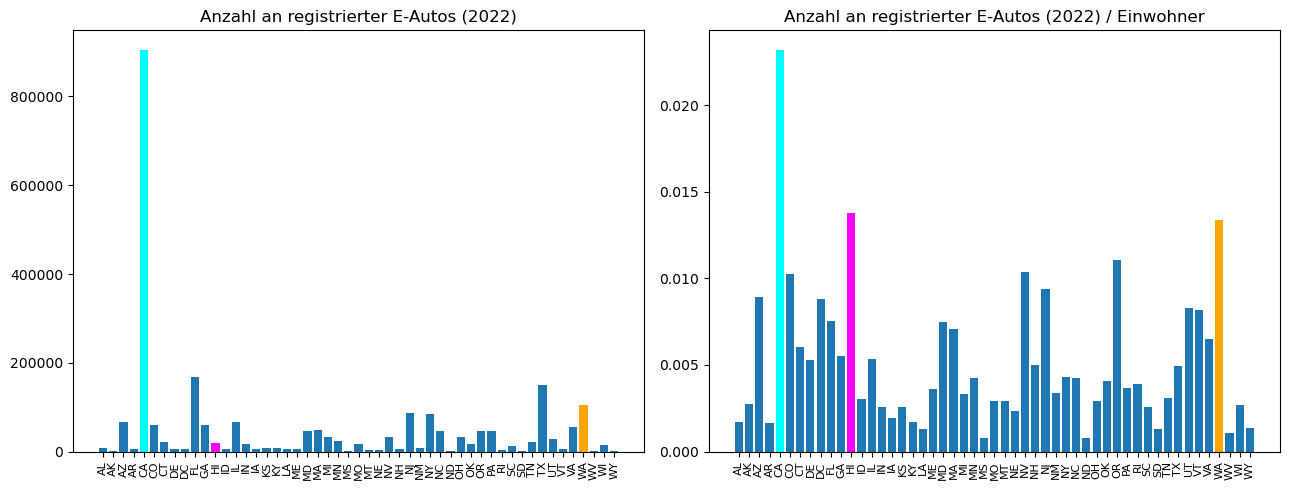 Anzahl an registrierter E-Autos (2022)
800000
600000
400000
200000
0
AL AK AZ AR CA CO CT DE DC FL GA HI ID IL IN IA KS KY LA ME MD MA MI MN MS MO MT NE NV NH NJ NM NY NC ND OH OK OR PA RI SC SD TN TX UT VT VA WA WV WI WY
Anzahl an registrierter E-Autos (2022) / Einwohner
0.020
0.015
0.010
0.005
0.000
AL AK AZ AR CA CO CT DE DC FL GA HI ID IL IN IA KS KY LA ME MD MA MI MN MS MO MT NE NV NH NJ NM NY NC ND OH OK OR PA RI SC SD TN TX UT VT VA WA WV WI WY